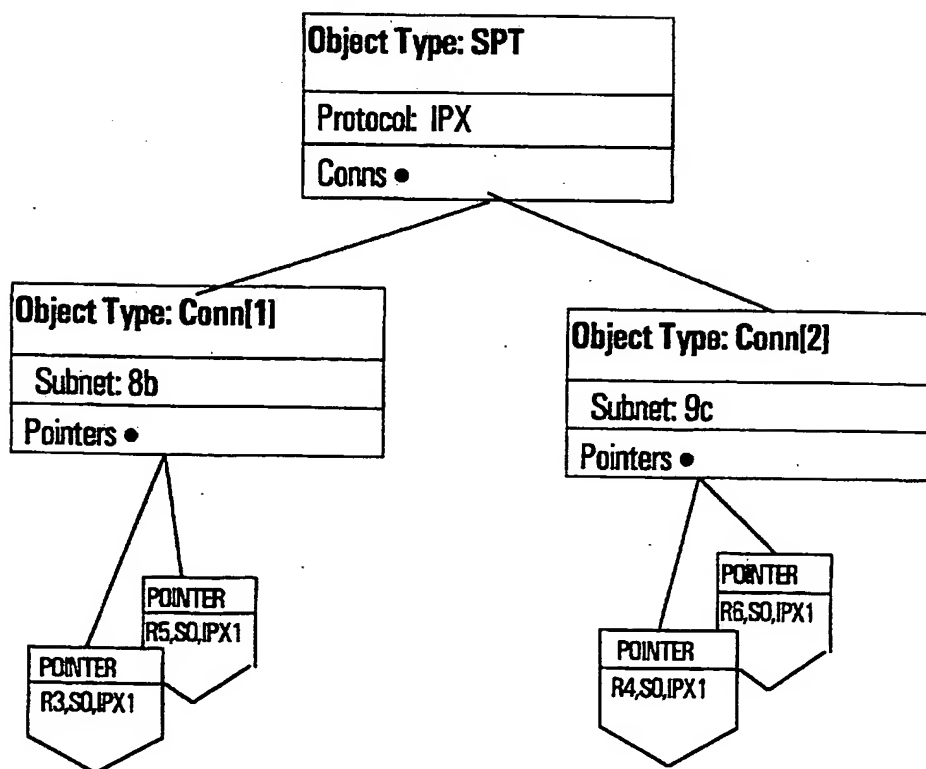 Object Type: SPT
Protocol: IPX
Conns
Object Type: Conn[1]
Subnet: 8b
Pointers
Object Type: Conn[2]
Subnet: 9c
Pointers
POINTER
R5,S0,IPX1
POINTER
R3,S0,IPX1
POINTER
R6,S0,IPX1
POINTER
R4,S0,IPX1